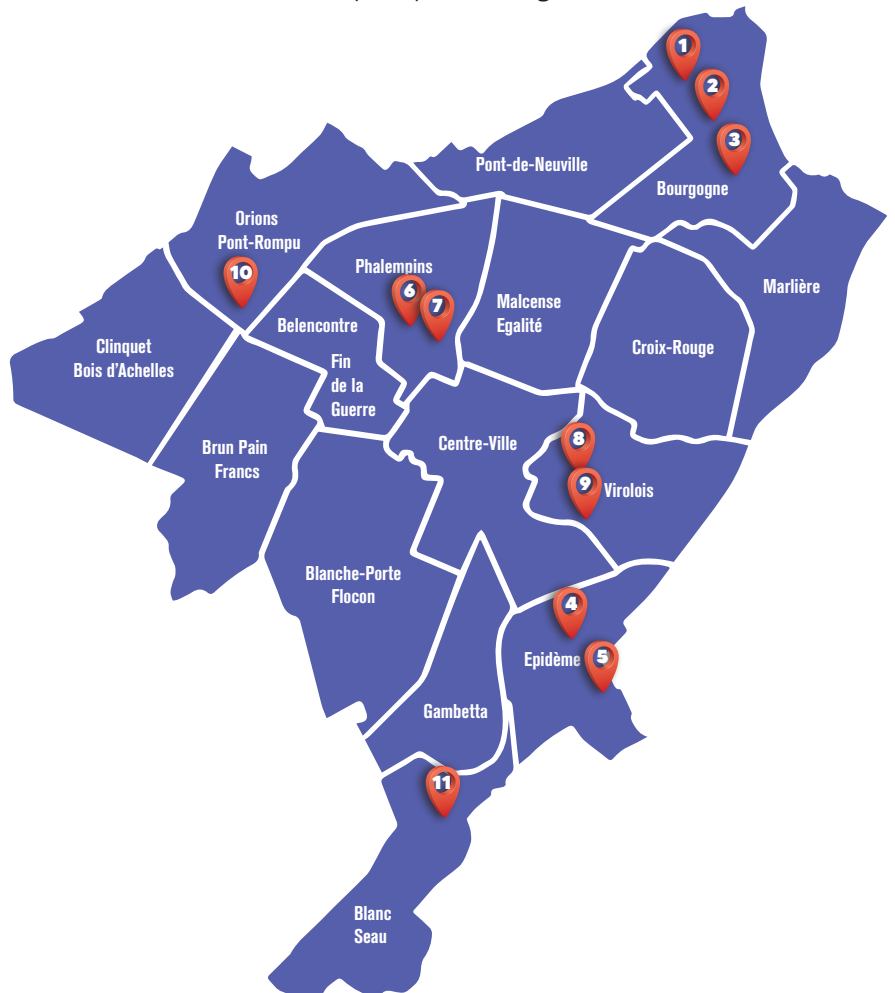 1
2
3
Pont-de-Neuville
Bourgogne
Orions
Pont-Rompu
10
Phalempins
6
7
Malcense
Egalité
Marlière
Belencontre
Croix-Rouge
Clinquet
Bois d'Achelles
Fin
de la
Guerre
Brun Pain
Francs
Centre-Ville
8
9
Virolois
Blanche-Porte
Flocon
4
Epidème
5
Gambetta
11
Blanc
Seau